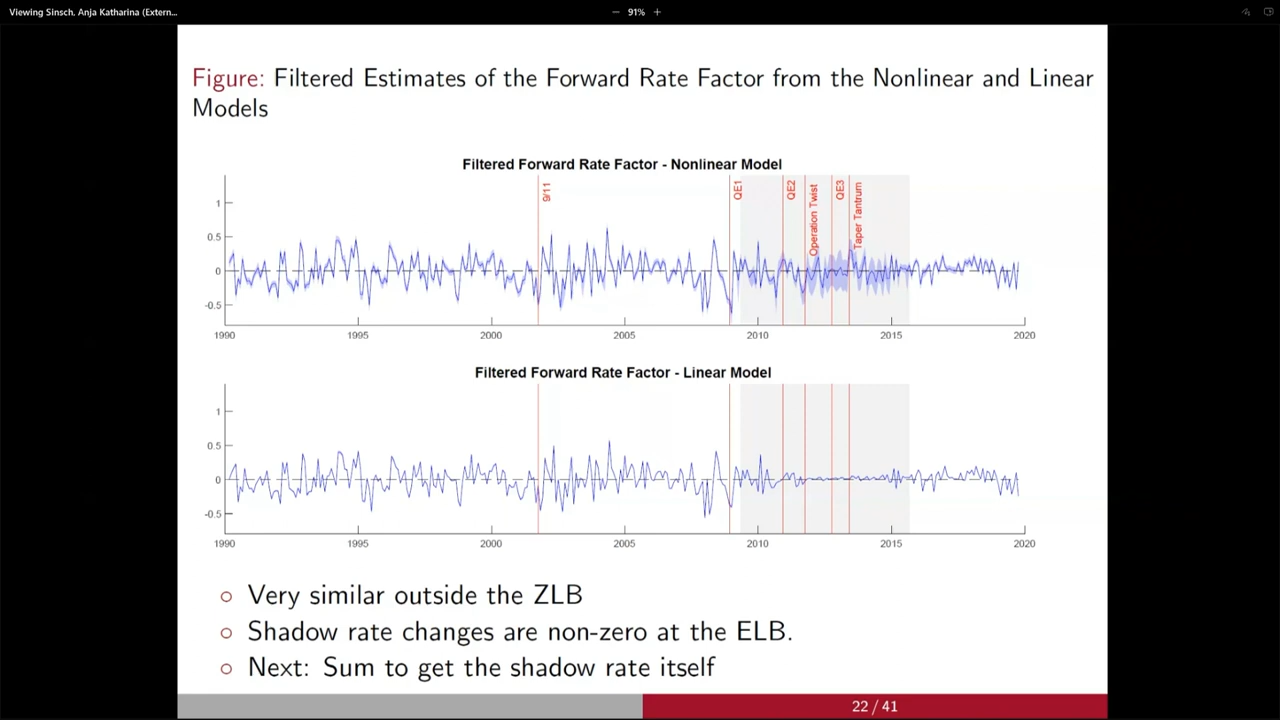 Viewing Sinsch, Anja Katharina (Extern...
− 91% +
Figure: Filtered Estimates of the Forward Rate Factor from the Nonlinear and Linear
Models
Filtered Forward Rate Factor - Nonlinear Model
9/11
QE1
QE2
Operation Twist
QE3
Taper Tantrum
1
0.5
0
-0.5
1990 1995 2000 2005 2010 2015 2020
Filtered Forward Rate Factor - Linear Model
1
0.5
0
-0.5
1990 1995 2000 2005 2010 2015 2020
Very similar outside the ZLB
Shadow rate changes are non-zero at the ELB.
Next: Sum to get the shadow rate itself
22 / 41